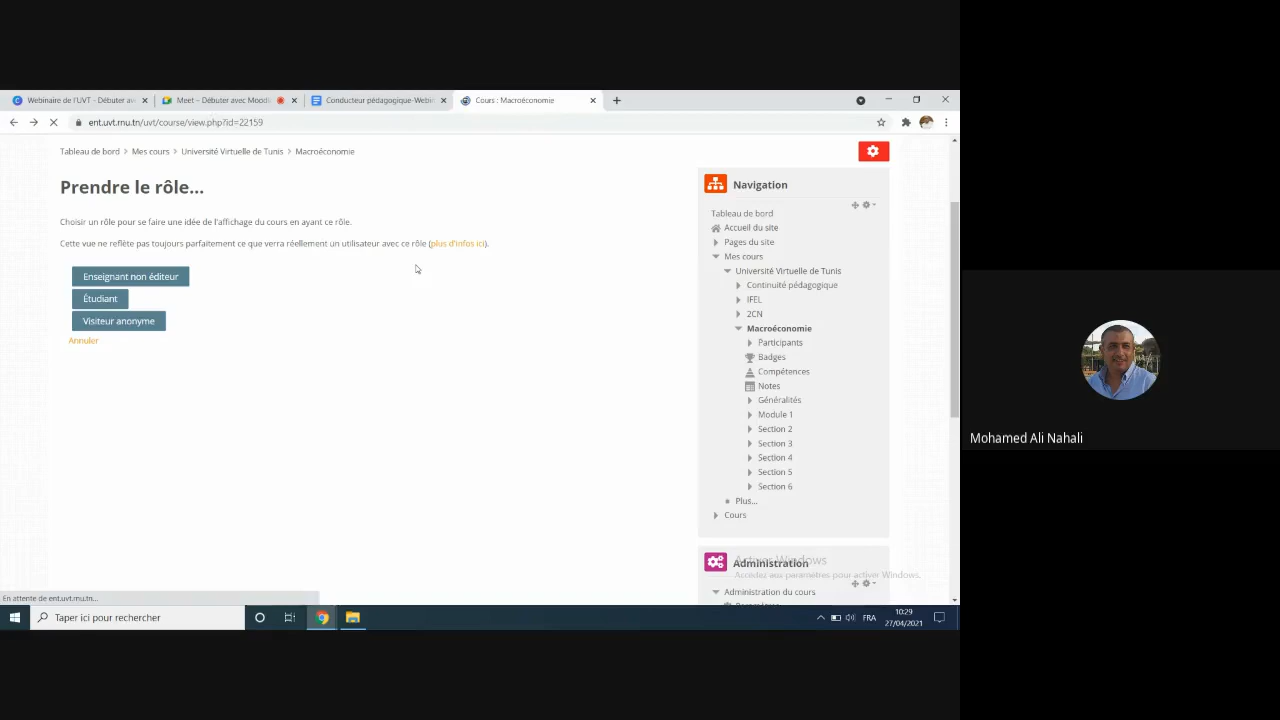 Webinaire de l'UVT - Débuter av
Meet – Débuter avec Moodl
Conducteur pédagogique-Webi
Cours : Macroéconomie
ent.uvt.rnu.tn/uvt/course/view.php?id=22159
Tableau de bord
Mes cours
Université Virtuelle de Tunis
Macroéconomie
Prendre le rôle...
Choisir un rôle pour se faire une idée de l'affichage du cours en ayant ce rôle.
Cette vue ne reflète pas toujours parfaitement ce que verra réellement un utilisateur avec ce rôle (plus d'infos ici).
Enseignant non éditeur
Étudiant
Visiteur anonyme
Annuler
Navigation
Tableau de bord
Accueil du site
Pages du site
Mes cours
Université Virtuelle de Tunis
Continuité pédagogique
IFEL
2CN
Macroéconomie
Participants
Badges
Compétences
Notes
Généralités
Module 1
Section 2
Section 3
Section 4
Section 5
Section 6
Plus...
Cours
Administration
Activer Windows
Accédez aux paramètres pour activer Windows.
Administration du cours
En attente de ent.uvt.rnu.tn...
Taper ici pour rechercher
FRA
10:29
27/04/2021
Mohamed Ali Nahali